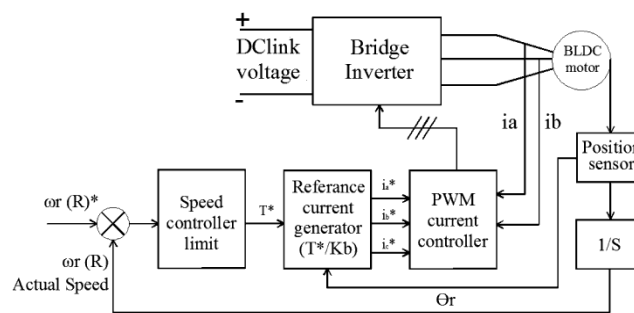 +
DClink
voltage
-
Bridge
Inverter
BLDC
motor
ia
ib
Position
sensor
1/S
ωr (R)*
Speed
controller
limit
T*
Referance
current
generator
(T*/Kb)
ia*
ib*
ic*
PWM
current
controller
ωr (R)
Actual Speed
Θr